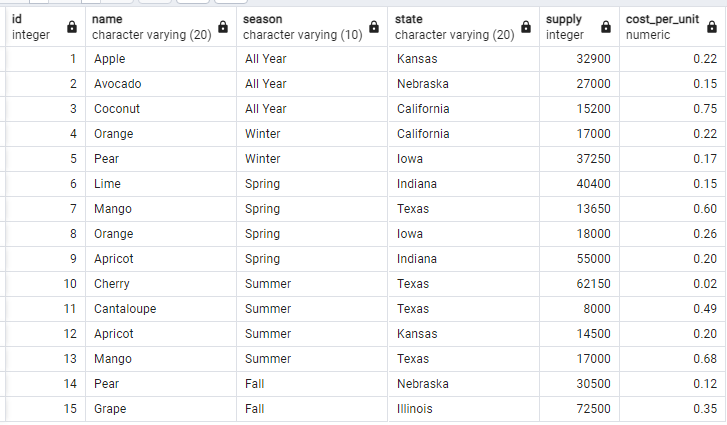 id name season state supply cost_per_unit
integer character varying (20) character varying (10) character varying (20) integer numeric
1 Apple All Year Kansas 32900 0.22
2 Avocado All Year Nebraska 27000 0.15
3 Coconut All Year California 15200 0.75
4 Orange Winter California 17000 0.22
5 Pear Winter Iowa 37250 0.17
6 Lime Spring Indiana 40400 0.15
7 Mango Spring Texas 13650 0.60
8 Orange Spring Iowa 18000 0.26
9 Apricot Spring Indiana 55000 0.20
10 Cherry Summer Texas 62150 0.02
11 Cantaloupe Summer Texas 8000 0.49
12 Apricot Summer Kansas 14500 0.20
13 Mango Summer Texas 17000 0.68
14 Pear Fall Nebraska 30500 0.12
15 Grape Fall Illinois 72500 0.35